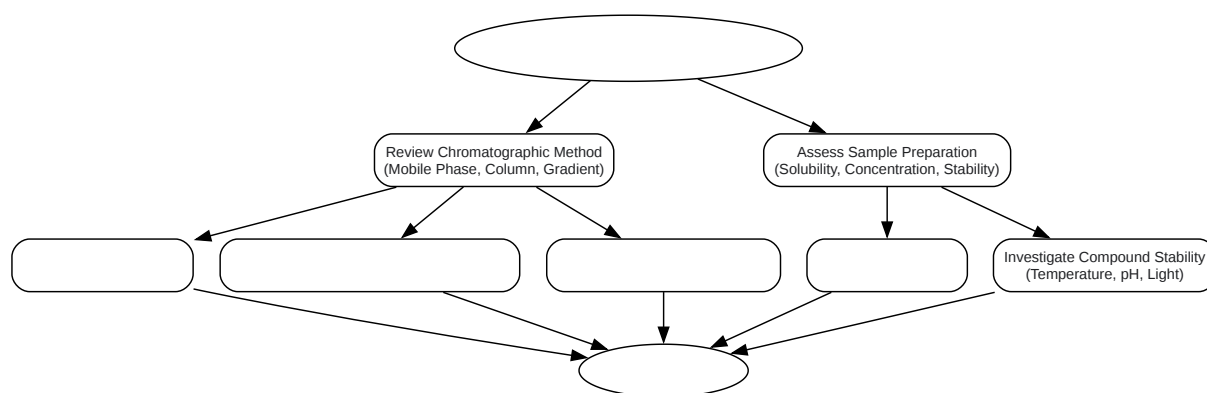 Review Chromatographic Method
(Mobile Phase, Column, Gradient)
Assess Sample Preparation
(Solubility, Concentration, Stability)
Investigate Compound Stability
(Temperature, pH, Light)